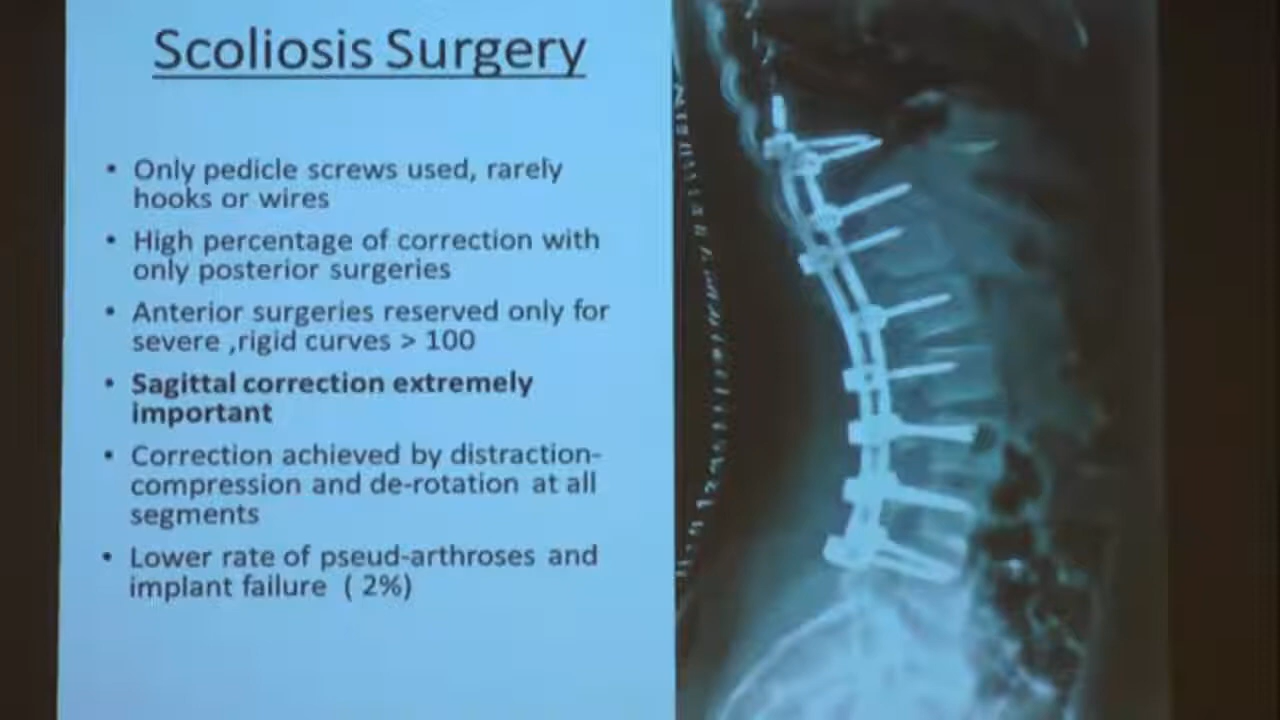 Scoliosis Surgery
• Only pedicle screws used, rarely
hooks or wires
• High percentage of correction with
only posterior surgeries
• Anterior surgeries reserved only for
severe ,rigid curves > 100
• Sagittal correction extremely
important
• Correction achieved by distraction-
compression and de-rotation at all
segments
• Lower rate of pseud-arthroses and
implant failure ( 2%)